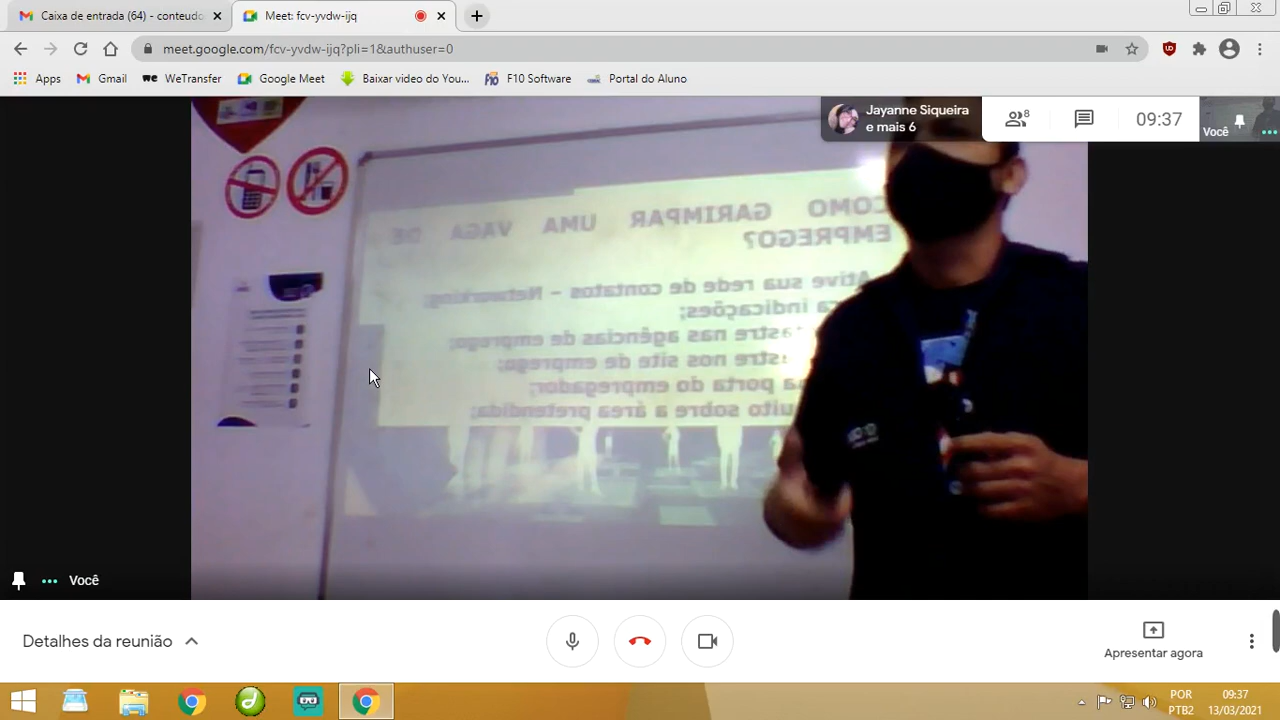 Caixa de entrada (64) - conteudo
Meet: fcv-yvdw-ijq
meet.google.com/fcv-yvdw-ijq?pli=1&authuser=0
Apps
Gmail
WeTransfer
Google Meet
Baixar video do You...
F10 Software
Portal do Aluno
Jayanne Siqueira
e mais 6
8
09:37
Você
COMO GARIMPAR UMA VAGA DE
EMPREGO?
Ative sua rede de contatos – Networking
indicações;
nas agências de emprego;
nos site de emprego;
porta do empregador;
sobre a área pretendida;
Você
Detalhes da reunião
Apresentar agora
POR
PTB2
09:37
13/03/2021